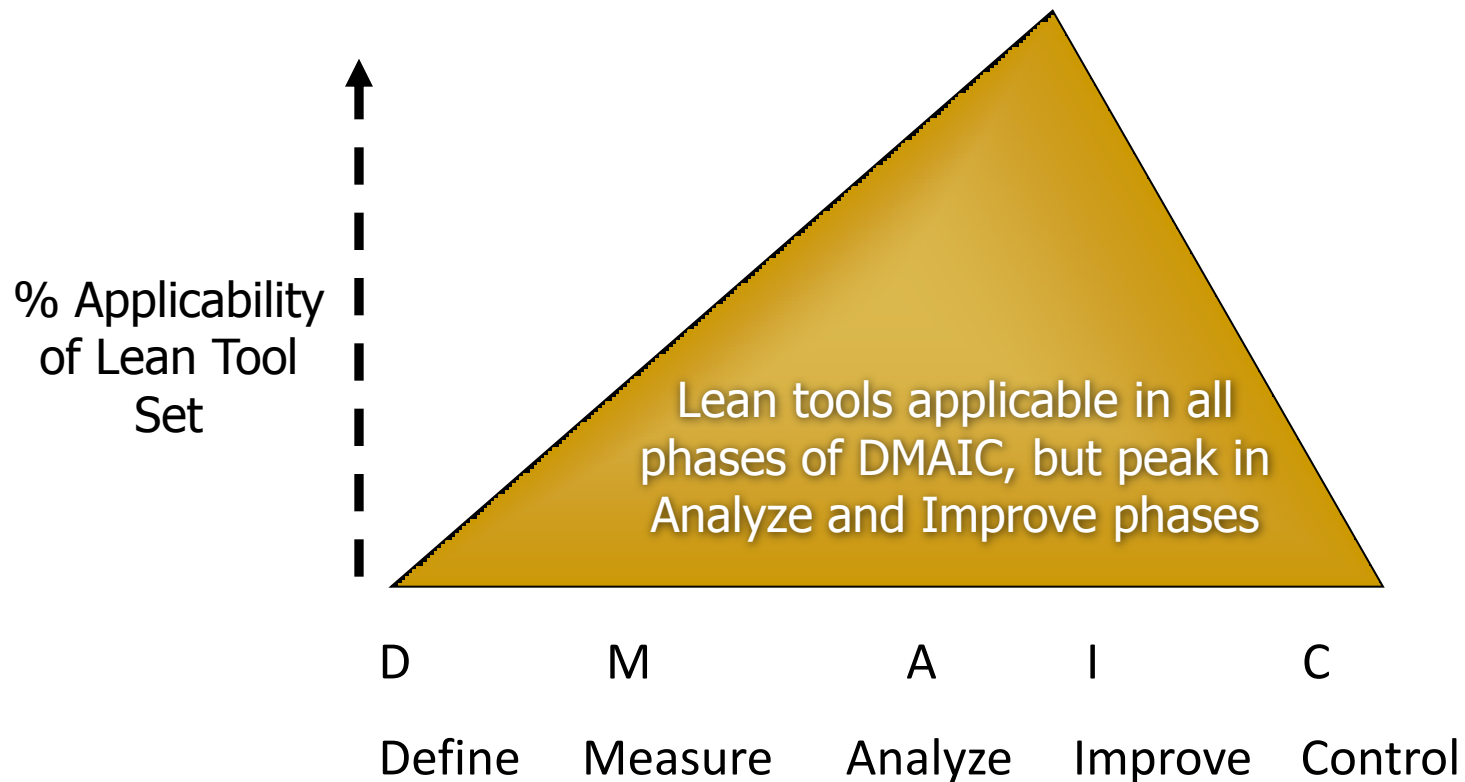 % Applicability
of Lean Tool
Set
Lean tools applicable in all
phases of DMAIC, but peak in
Analyze and Improve phases
D M A I C
Define Measure Analyze Improve Control